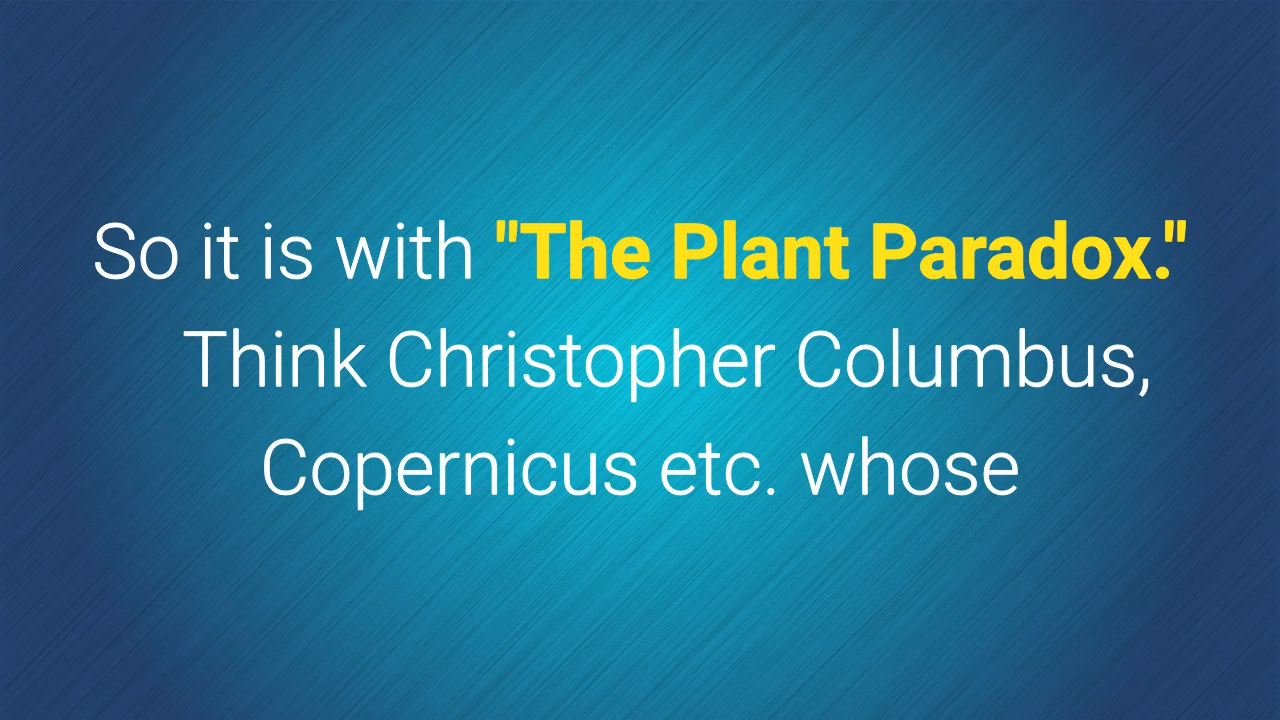 So it is with "The Plant Paradox."
Think Christopher Columbus,
Copernicus etc. whose